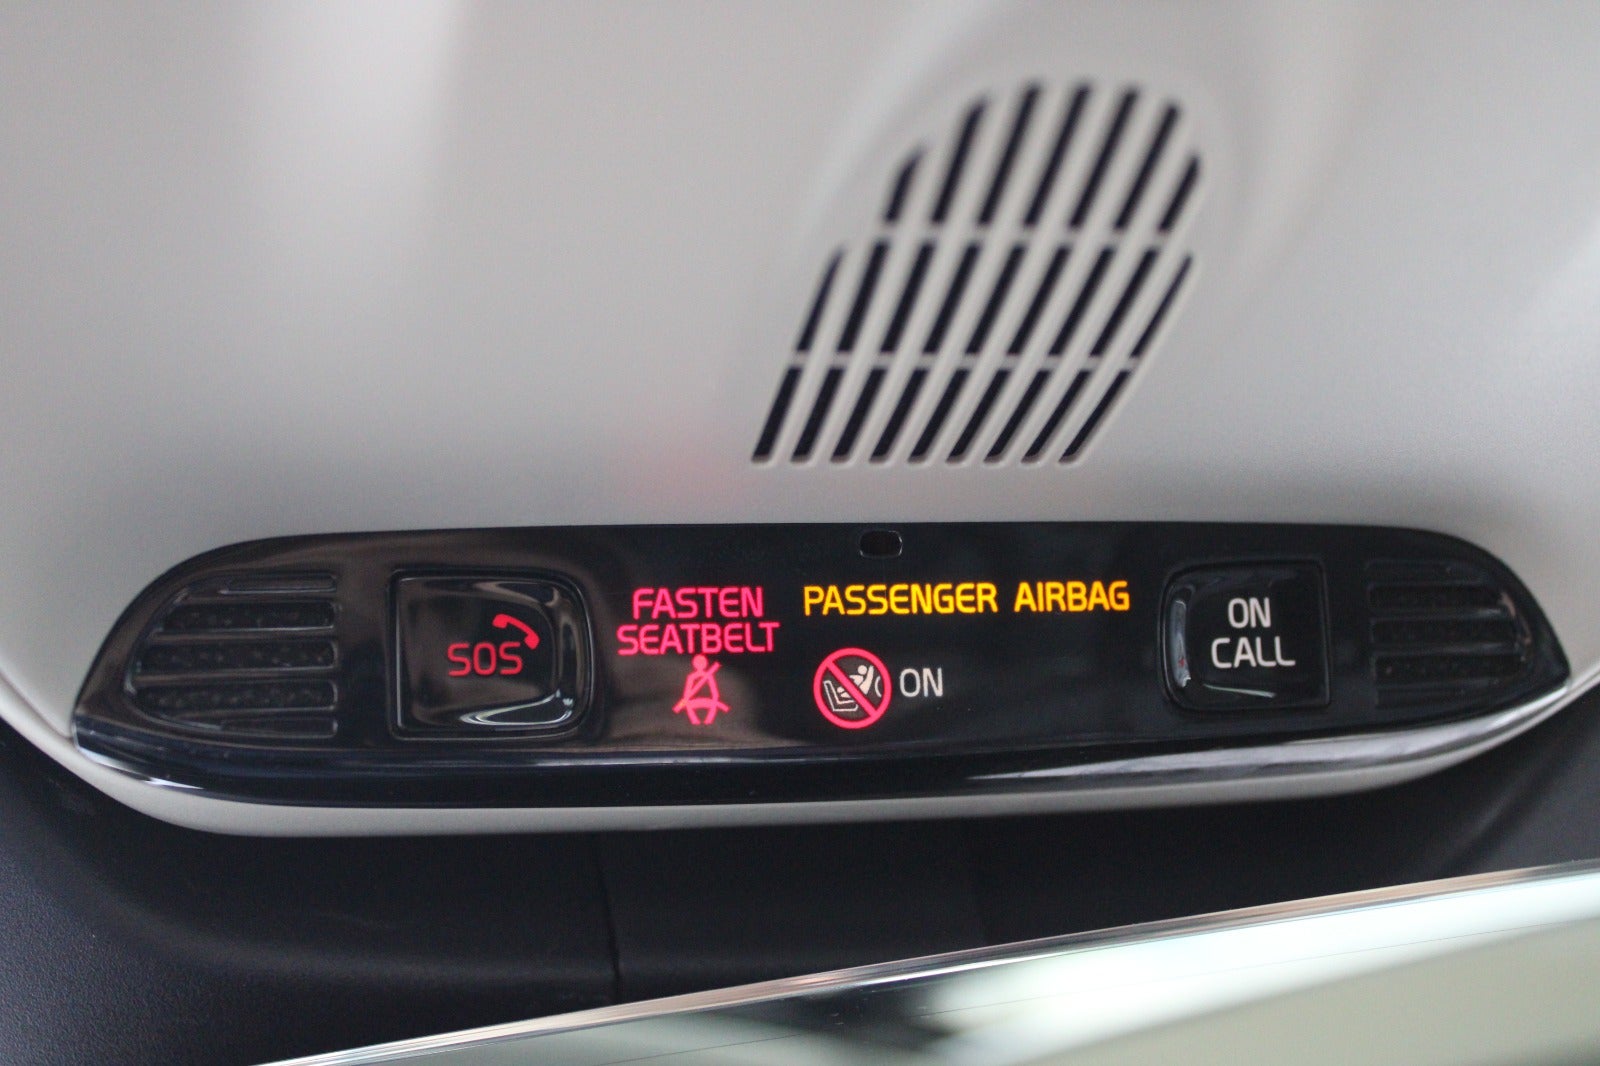 SOS
FASTEN
SEATBELT
PASSENGER AIRBAG
ON
ON
CALL